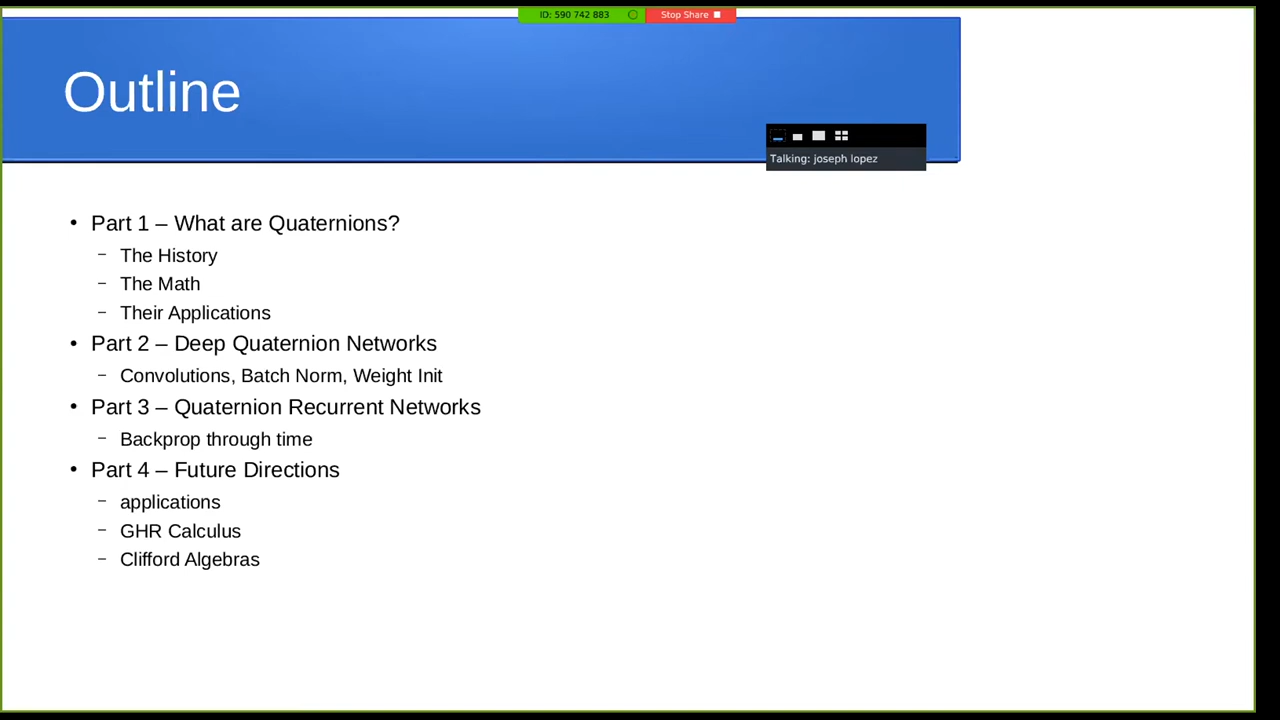 ID: 590 742 883 Stop Share
Outline
Talking: joseph lopez
• Part 1 – What are Quaternions?
– The History
– The Math
– Their Applications
• Part 2 – Deep Quaternion Networks
– Convolutions, Batch Norm, Weight Init
• Part 3 – Quaternion Recurrent Networks
– Backprop through time
• Part 4 – Future Directions
– applications
– GHR Calculus
– Clifford Algebras